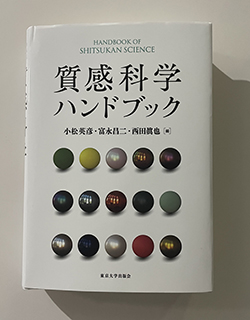 HANDBOOK OF
SHITSUKAN SCIENCE
質感科学
ハンドブック
小松英彦・富永昌二・西田眞也 編
東京大学出版会